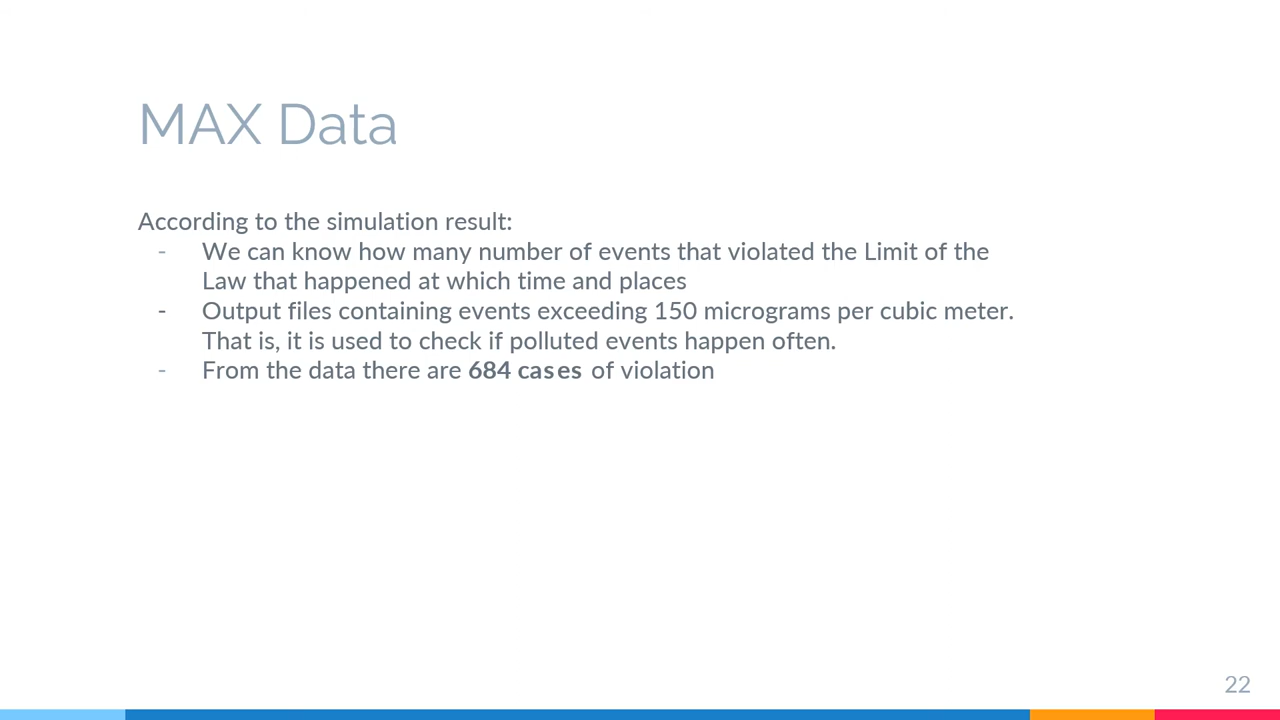 MAX Data
According to the simulation result:
- We can know how many number of events that violated the Limit of the
Law that happened at which time and places
- Output files containing events exceeding 150 micrograms per cubic meter.
That is, it is used to check if polluted events happen often.
- From the data there are 684 cases of violation
22